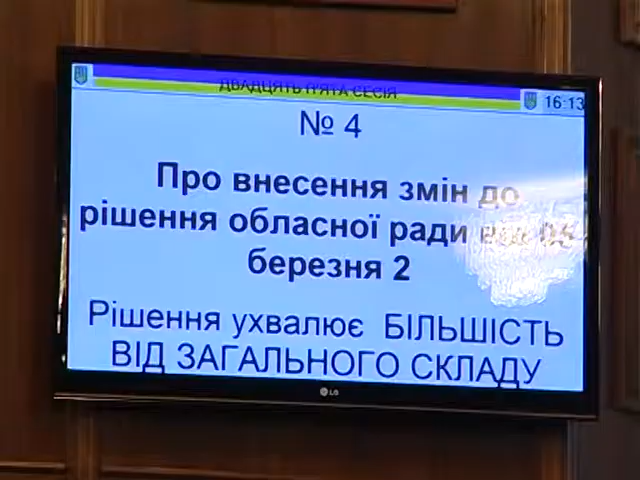 ДВАДЦЯТЬ П'ЯТА СЕСІЯ
16:13
№ 4
Про внесення змін до
рішення обласної ради від
березня 2
Рішення ухвалює БІЛЬШІСТЬ
ВІД ЗАГАЛЬНОГО СКЛАДУ
LG